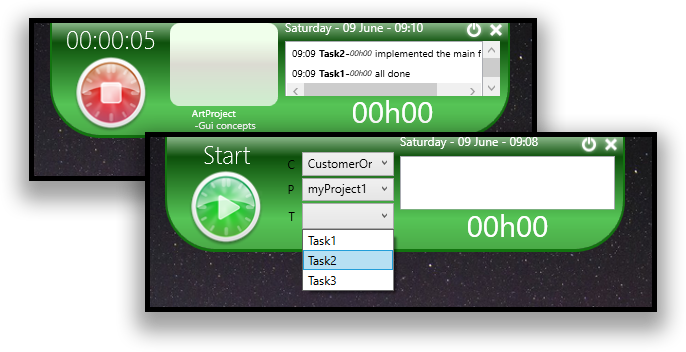 00:00:05
Saturday - 09 June - 09:10
09:09 Task2-00h00 implemented the main f
09:09 Task1-00h00 all done
00h00
ArtProject
-Gui concepts
Start
Saturday - 09 June - 09:08
C CustomerOr
P myProject1
T
00h00
Task1
Task2
Task3